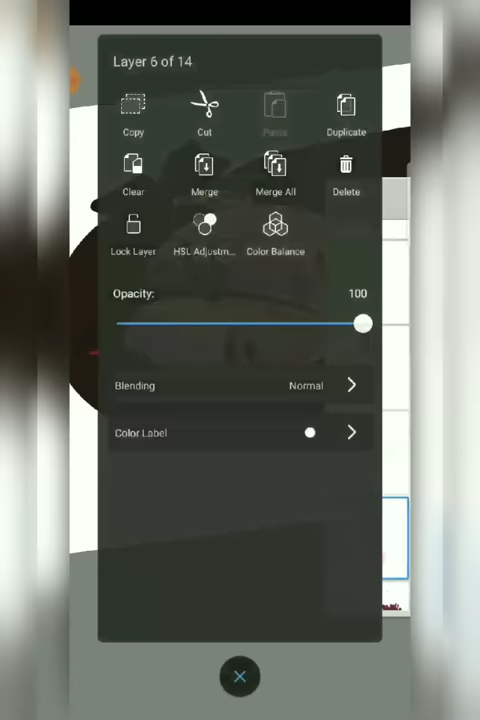 Layer 6 of 14
Copy Cut Paste Duplicate
Clear Merge Merge All Delete
Lock Layer HSL Adjustm... Color Balance
Opacity: 100
Blending Normal
Color Label